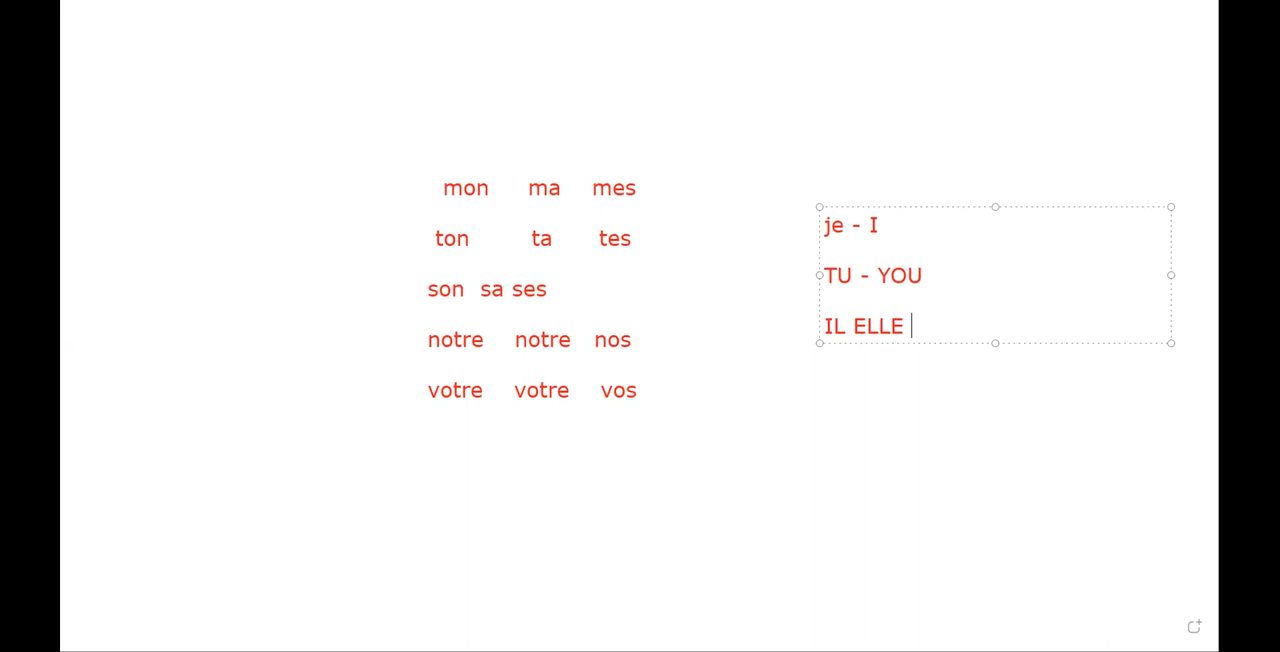 mon ma mes
ton ta tes
son sa ses
notre notre nos
votre votre vos
je - I
TU - YOU
IL ELLE